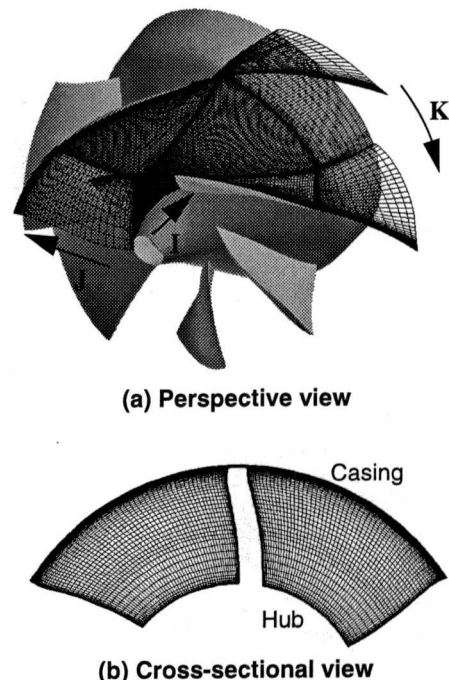 K
I
J
(a) Perspective view
Casing
Hub
(b) Cross-sectional view